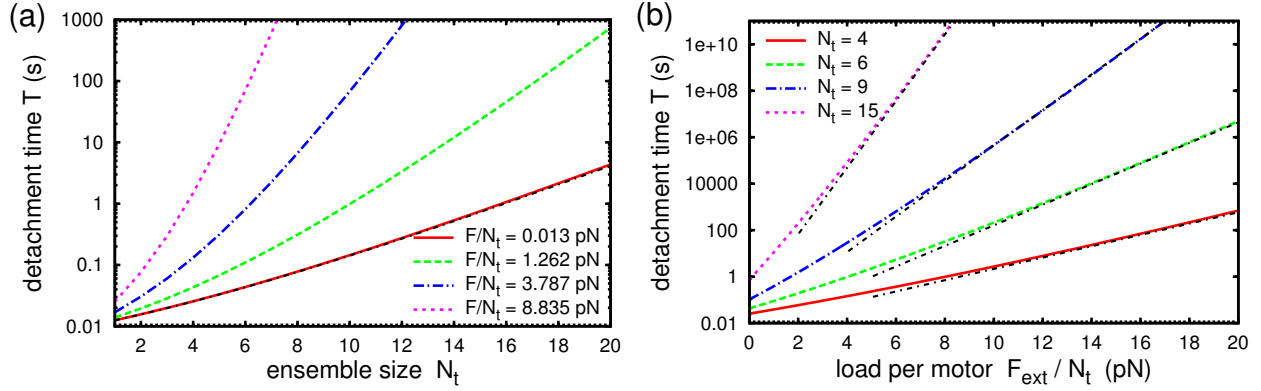 (a)
detachment time T (s)
1000
100
10
1
0.1
0.01
2 4 6 8 10 12 14 16 18 20
ensemble size N_t
F/N_t = 0.013 pN
F/N_t = 1.262 pN
F/N_t = 3.787 pN
F/N_t = 8.835 pN
(b)
detachment time T (s)
1e+10
1e+08
1e+06
10000
100
1
0.01
0 2 4 6 8 10 12 14 16 18 20
load per motor F_ext / N_t (pN)
N_t = 4
N_t = 6
N_t = 9
N_t = 15